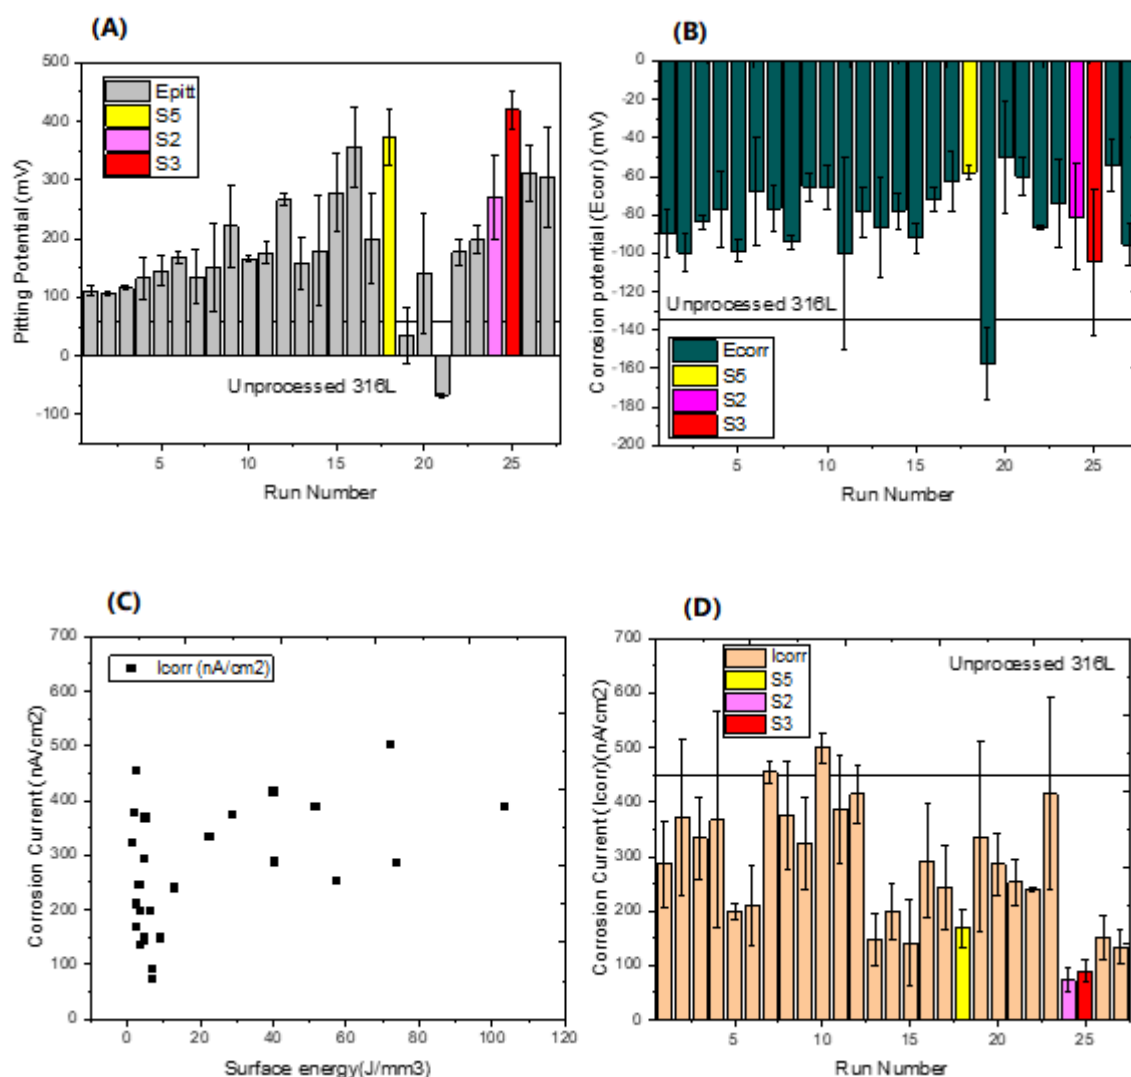 (A)
500
400
300
200
100
0
-100
Pitting Potential (mV)
Epitt
S5
S2
S3
Unprocessed 316L
5
10
15
20
25
Run Number
(B)
0
-20
-40
-60
-80
-100
-120
-140
-160
-180
-200
Corrosion potential (Ecorr) (mV)
Unprocessed 316L
Ecorr
S5
S2
S3
5
10
15
20
25
Run Number
(C)
700
600
500
400
300
200
100
0
Corrosion Current (nA/cm2)
Icorr (nA/cm2)
0
20
40
60
80
100
120
Surface energy(J/mm3)
(D)
700
600
500
400
300
200
100
0
Corrosion Current (Icorr)(nA/cm2)
Icorr
S5
S2
S3
Unprocessed 316L
5
10
15
20
25
Run Number